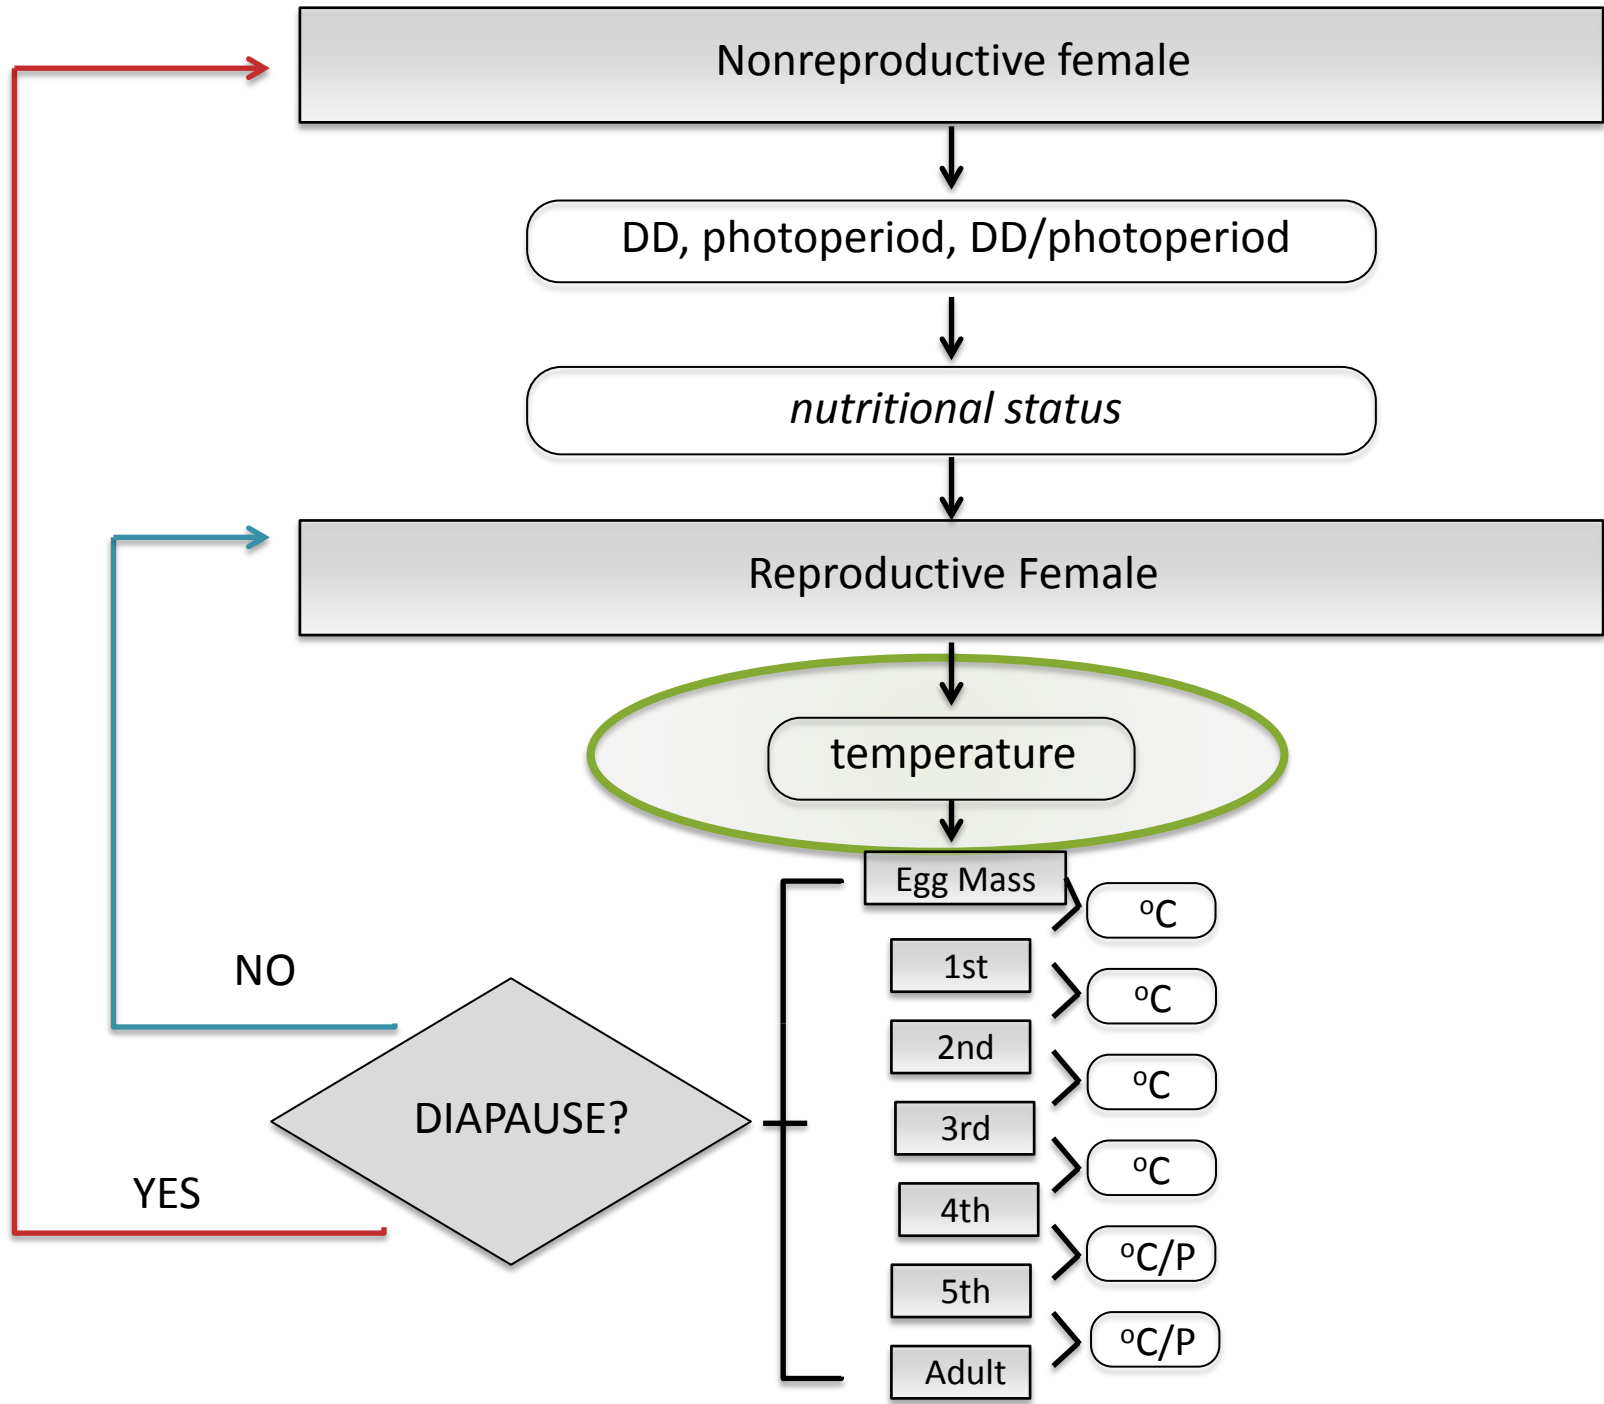 Nonreproductive female
DD, photoperiod, DD/photoperiod
nutritional status
Reproductive Female
temperature
Egg Mass
ºC
1st
ºC
2nd
ºC
3rd
ºC
4th
ºC/P
5th
ºC/P
Adult
NO
DIAPAUSE?
YES